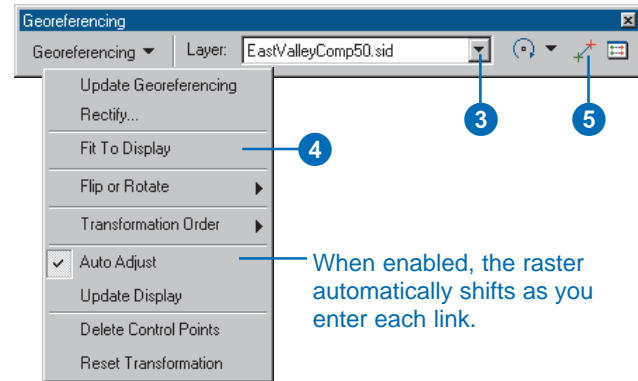 Georeferencing
Georeferencing Layer: EastValleyComp50.sid
3
5
Update Georeferencing
Rectify...
Fit To Display
4
Flip or Rotate
Transformation Order
Auto Adjust
Update Display
Delete Control Points
Reset Transformation
When enabled, the raster
automatically shifts as you
enter each link.